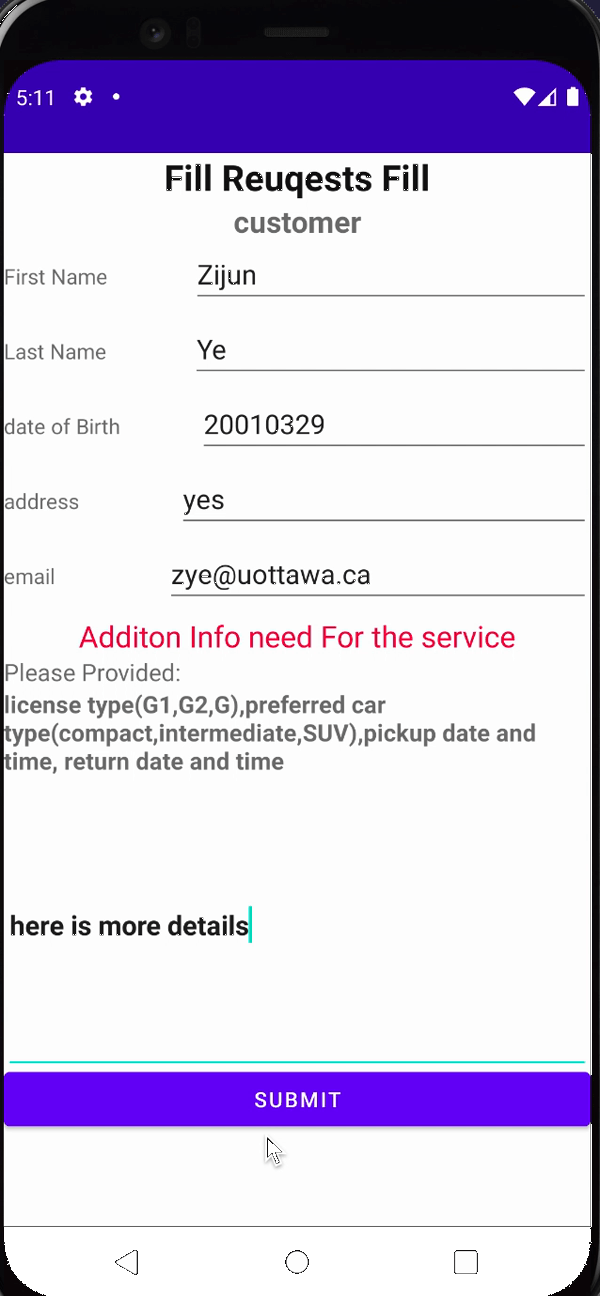 5:11
Fill Reuqests Fill
customer
First Name Zijun
Last Name Ye
date of Birth 20010329
address yes
email zye@uottawa.ca
Additon Info need For the service
Please Provided:
license type(G1,G2,G),preferred car
type(compact,intermediate,SUV),pickup date and
time, return date and time
here is more details
SUBMIT